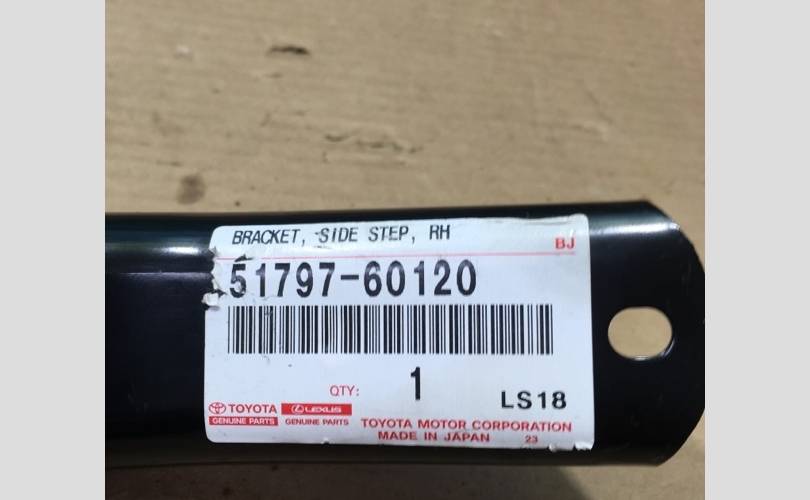 BRACKET, SIDE STEP, RH
BJ
51797-60120
QTY: 1
LS18
TOYOTA LEXUS
GENUINE PARTS GENUINE PARTS
TOYOTA MOTOR CORPORATION
MADE IN JAPAN 23